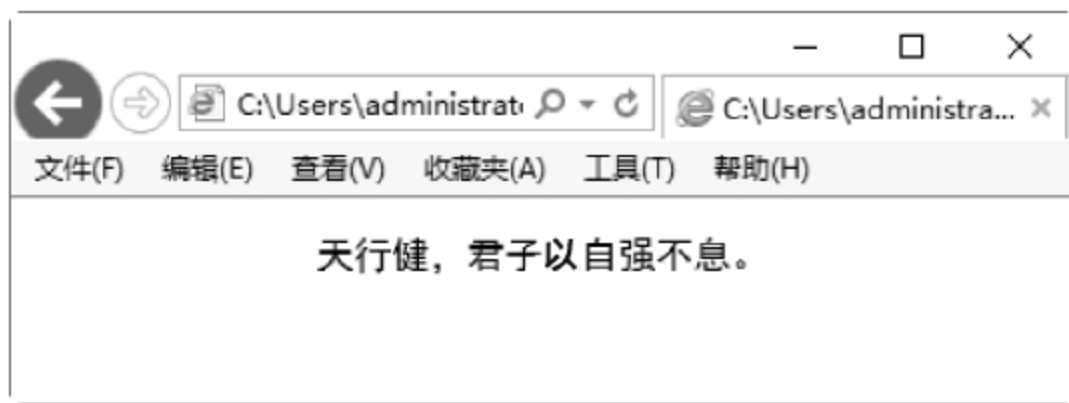 C:\Users\administrat
C:\Users\administra...
文件(F) 编辑(E) 查看(V) 收藏夹(A) 工具(T) 帮助(H)
天行健，君子以自强不息。